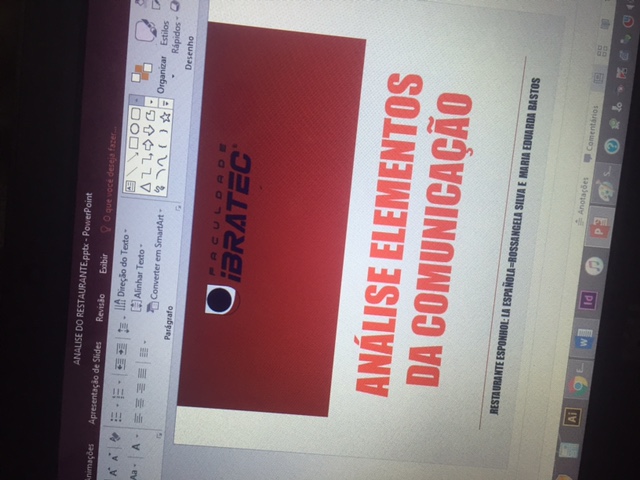 ANALISE DO RESTAURANTE.pptx - PowerPoint
Animações Apresentação de Slides Revisão Exibir O que você deseja fazer...
Direção do Texto
Alinhar Texto
Converter em SmartArt
Organizar
Estilos
Rápidos
Parágrafo
Desenho
FACULDADE
iBRATEC
ANÁLISE ELEMENTOS
DA COMUNICAÇÃO
RESTAURANTE ESPONHOL: LA ESPAÑOLA=ROSSANGELA SILVA E MARIA EDUARDA BASTOS
Anotações Comentários
Ai
W
Id
P